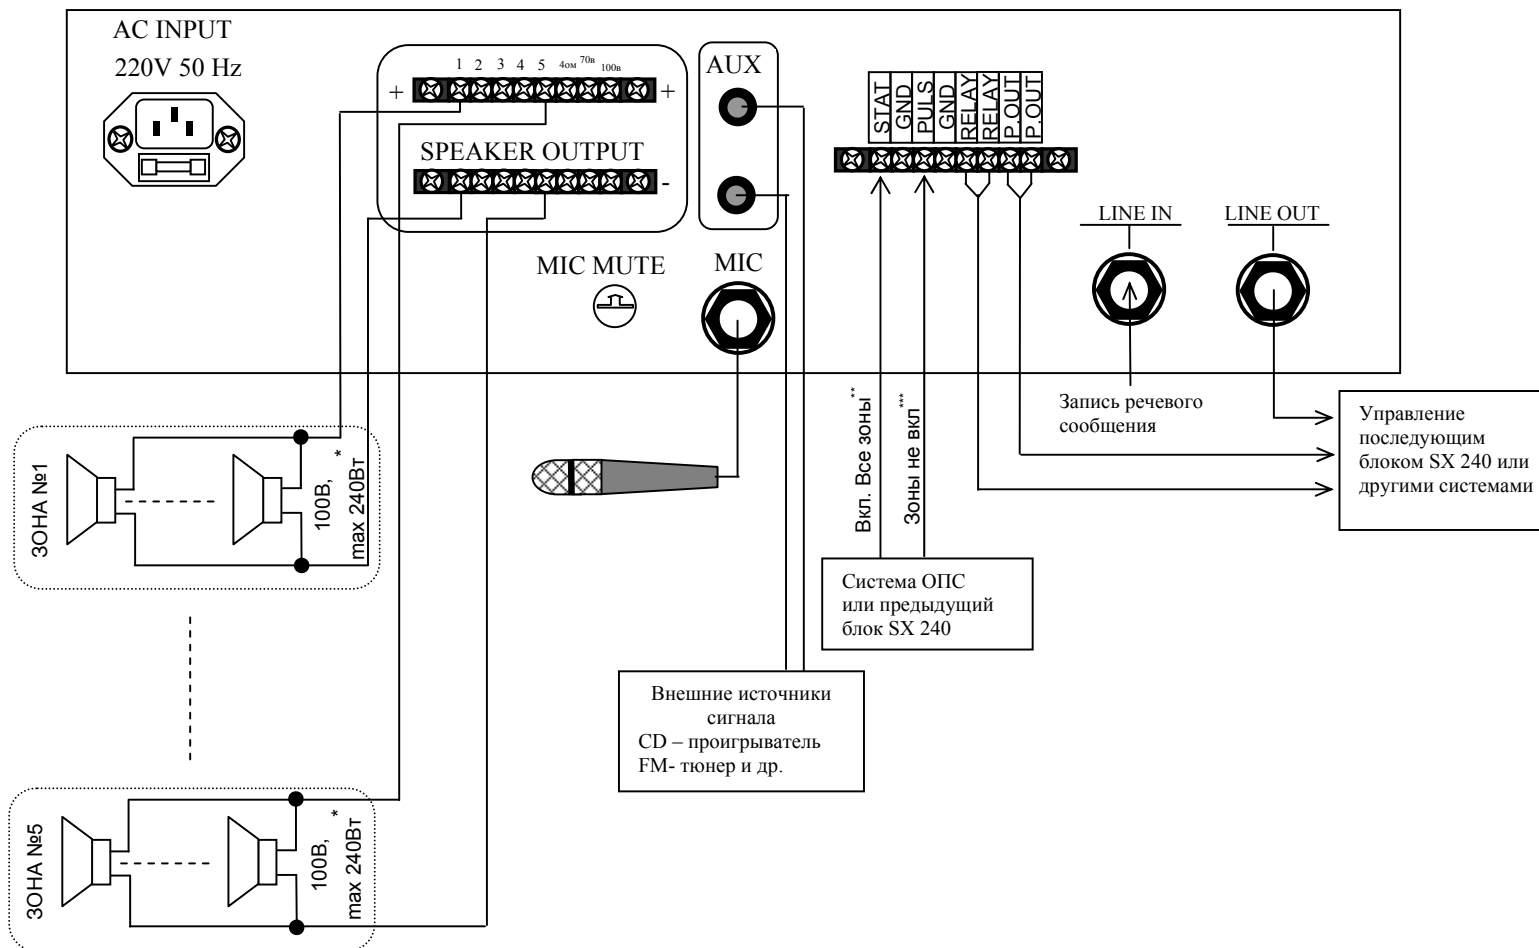 AC INPUT
220V 50 Hz
1 2 3 4 5 4ом 70в 100в
+ +
SPEAKER OUTPUT
-
AUX
MIC MUTE
MIC
STAT
GND
PULS
GND
RELAY
RELAY
P.OUT
P.OUT
LINE IN
LINE OUT
Запись речевого
сообщения
Управление
последующим
блоком SX 240 или
другими системами
Вкл. Все зоны**
Зоны не вкл***
Система ОПС
или предыдущий
блок SX 240
Внешние источники
сигнала
CD – проигрыватель
FM- тюнер и др.
ЗОНА №1
100В,
max 240Вт*
ЗОНА №5
100В,
max 240Вт*